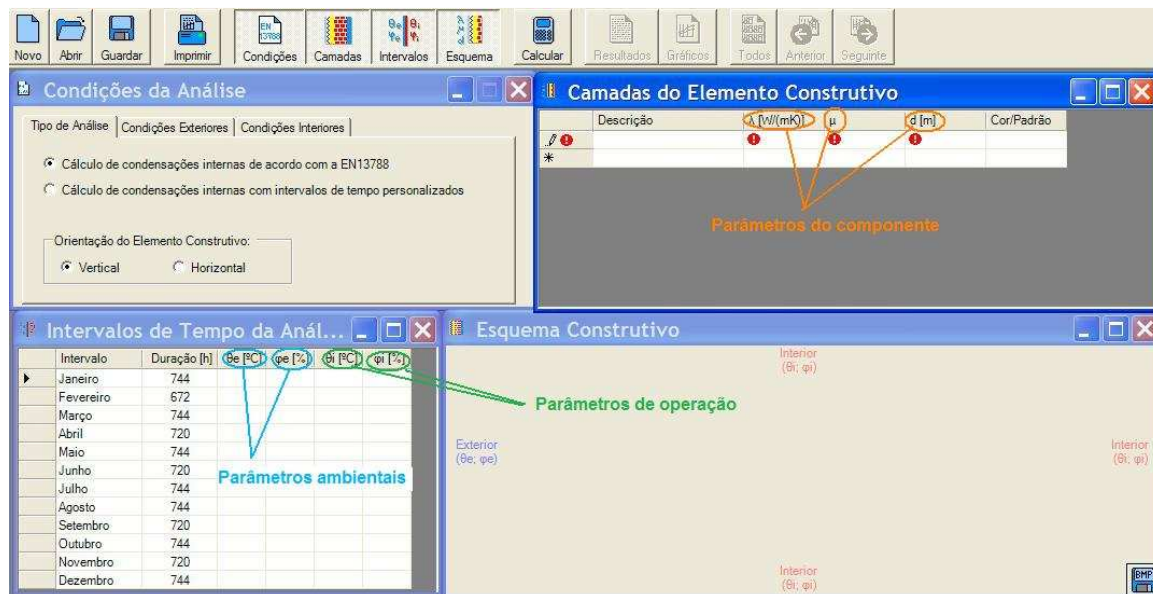 Novo Abrir Guardar Imprimir Condições Camadas Intervalos Esquema Calcular Resultados Gráficos Todos Anterior Seguinte
EN 13788
Condições da Análise
Tipo de Análise Condições Exteriores Condições Interiores
Cálculo de condensações internas de acordo com a EN13788
Cálculo de condensações internas com intervalos de tempo personalizados
Orientação do Elemento Construtivo:
Vertical Horizontal
Camadas do Elemento Construtivo
Descrição λ [W/(mK)] μ d [m] Cor/Padrão
Parâmetros do componente
Intervalos de Tempo da Anál...
Intervalo Duração [h] θe [ºC] φe [%] θi [ºC] φi [%]
Janeiro 744
Fevereiro 672
Março 744
Abril 720
Maio 744
Junho 720
Julho 744
Agosto 744
Setembro 720
Outubro 744
Novembro 720
Dezembro 744
Parâmetros ambientais
Parâmetros de operação
Esquema Construtivo
Interior
(θi; φi)
Exterior
(θe; φe)
Interior
(θi; φi)
Interior
(θi; φi)
BMP